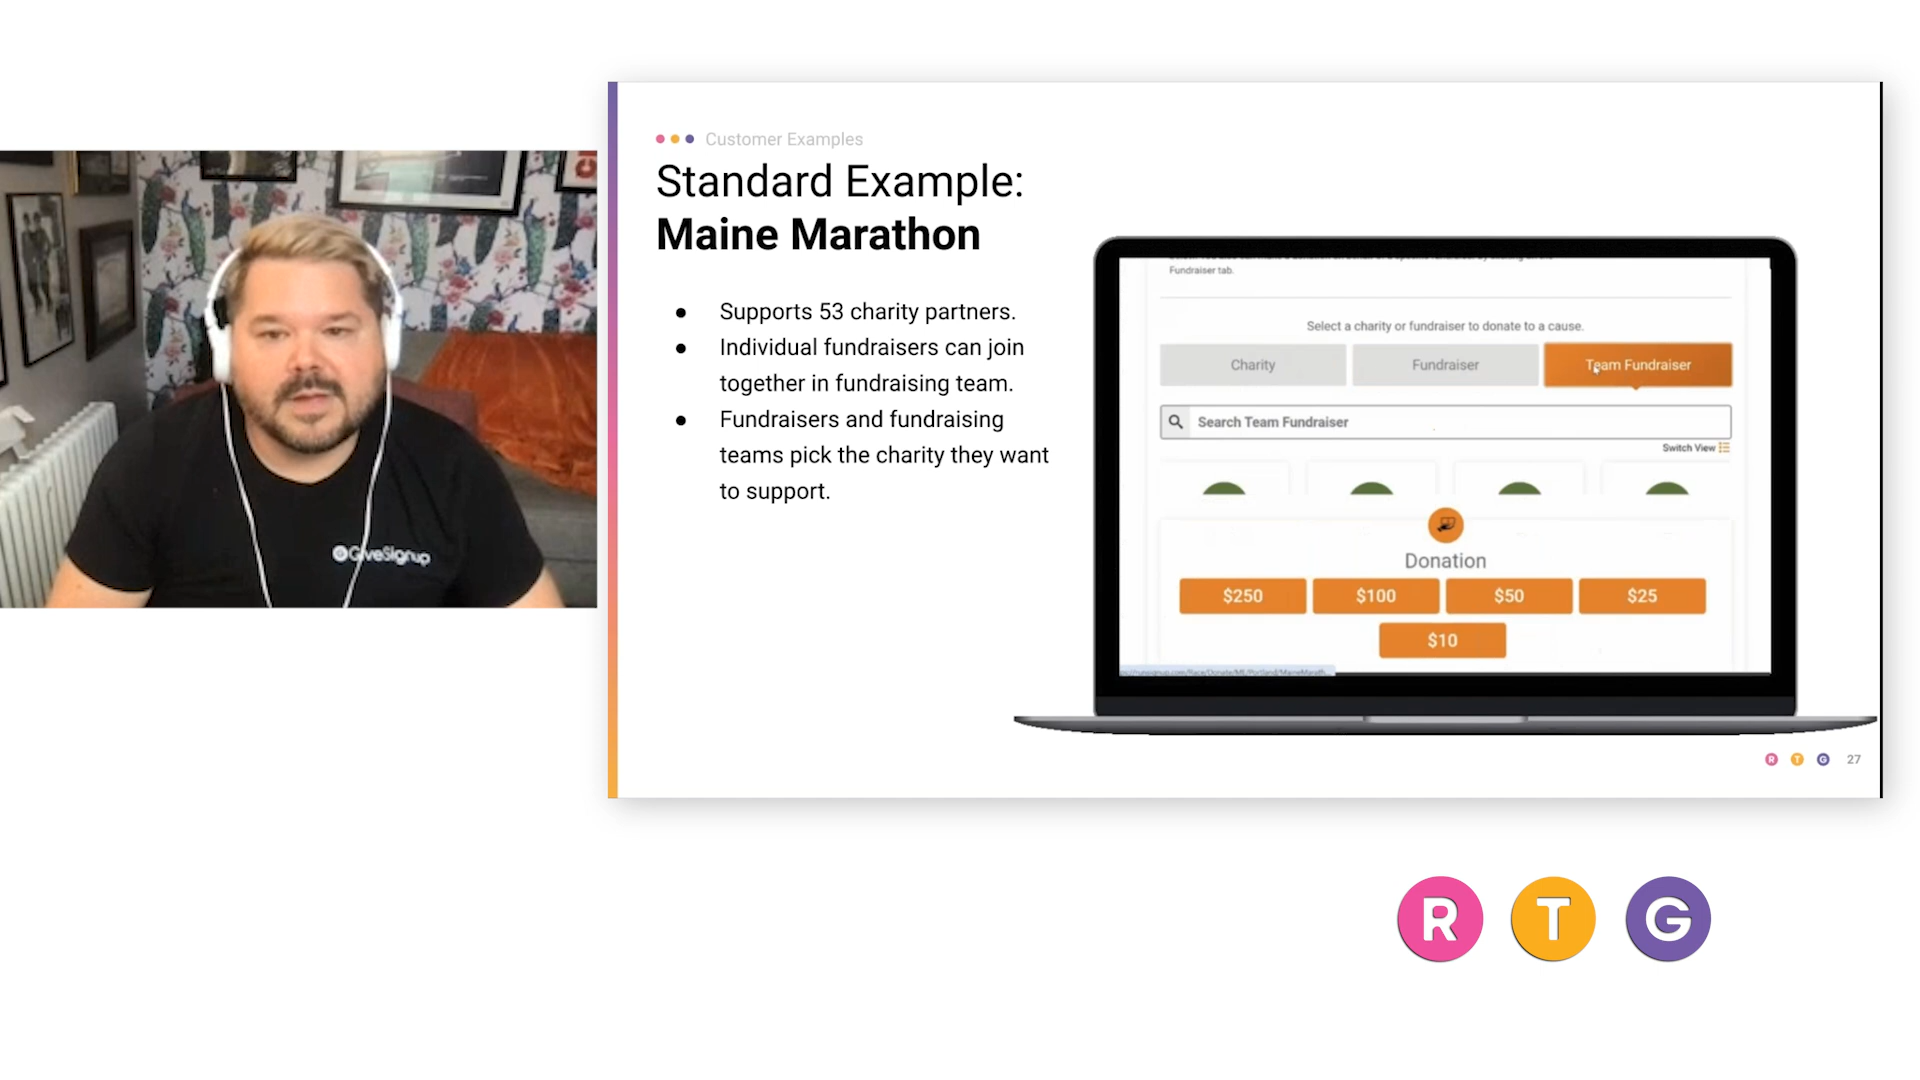 Customer Examples
Standard Example:
Maine Marathon
● Supports 53 charity partners.
● Individual fundraisers can join
together in fundraising team.
● Fundraisers and fundraising
teams pick the charity they want
to support.
GiveSignup
Fundraiser tab.
Select a charity or fundraiser to donate to a cause.
Charity Fundraiser Team Fundraiser
Search Team Fundraiser
Switch View
Donation
$250 $100 $50 $25
$10
R T G 27
R T G